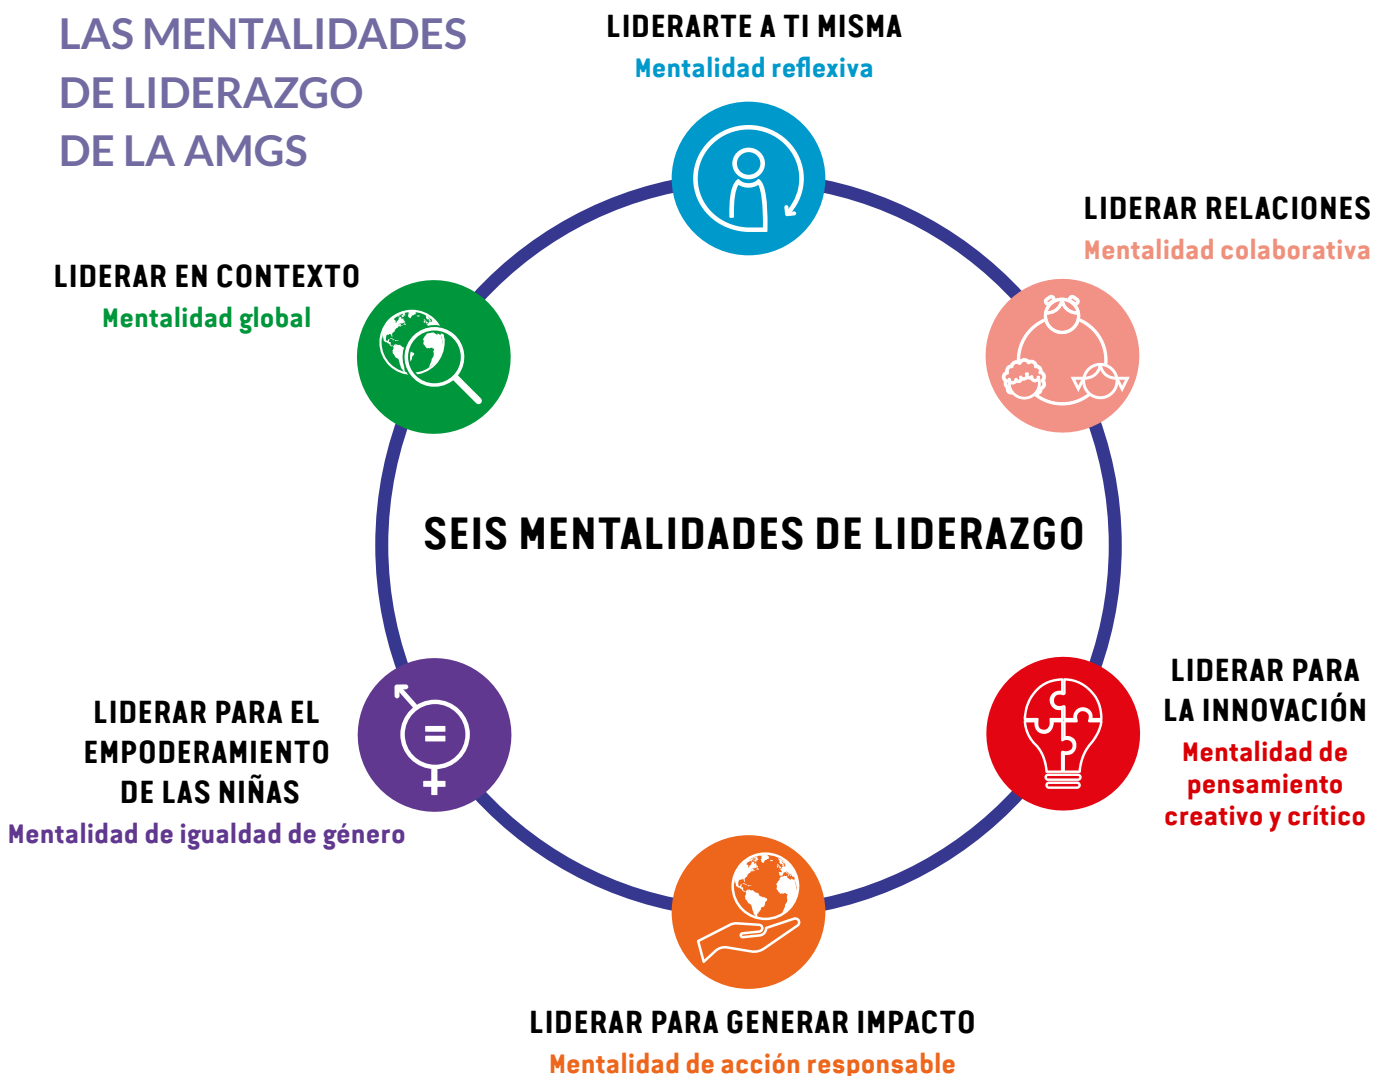 LAS MENTALIDADES
DE LIDERAZGO
DE LA AMGS
LIDERARTE A TI MISMA
Mentalidad reflexiva
LIDERAR RELACIONES
Mentalidad colaborativa
LIDERAR EN CONTEXTO
Mentalidad global
SEIS MENTALIDADES DE LIDERAZGO
LIDERAR PARA
LA INNOVACIÓN
Mentalidad de
pensamiento
creativo y crítico
LIDERAR PARA EL
EMPODERAMIENTO
DE LAS NIÑAS
Mentalidad de igualdad de género
LIDERAR PARA GENERAR IMPACTO
Mentalidad de acción responsable